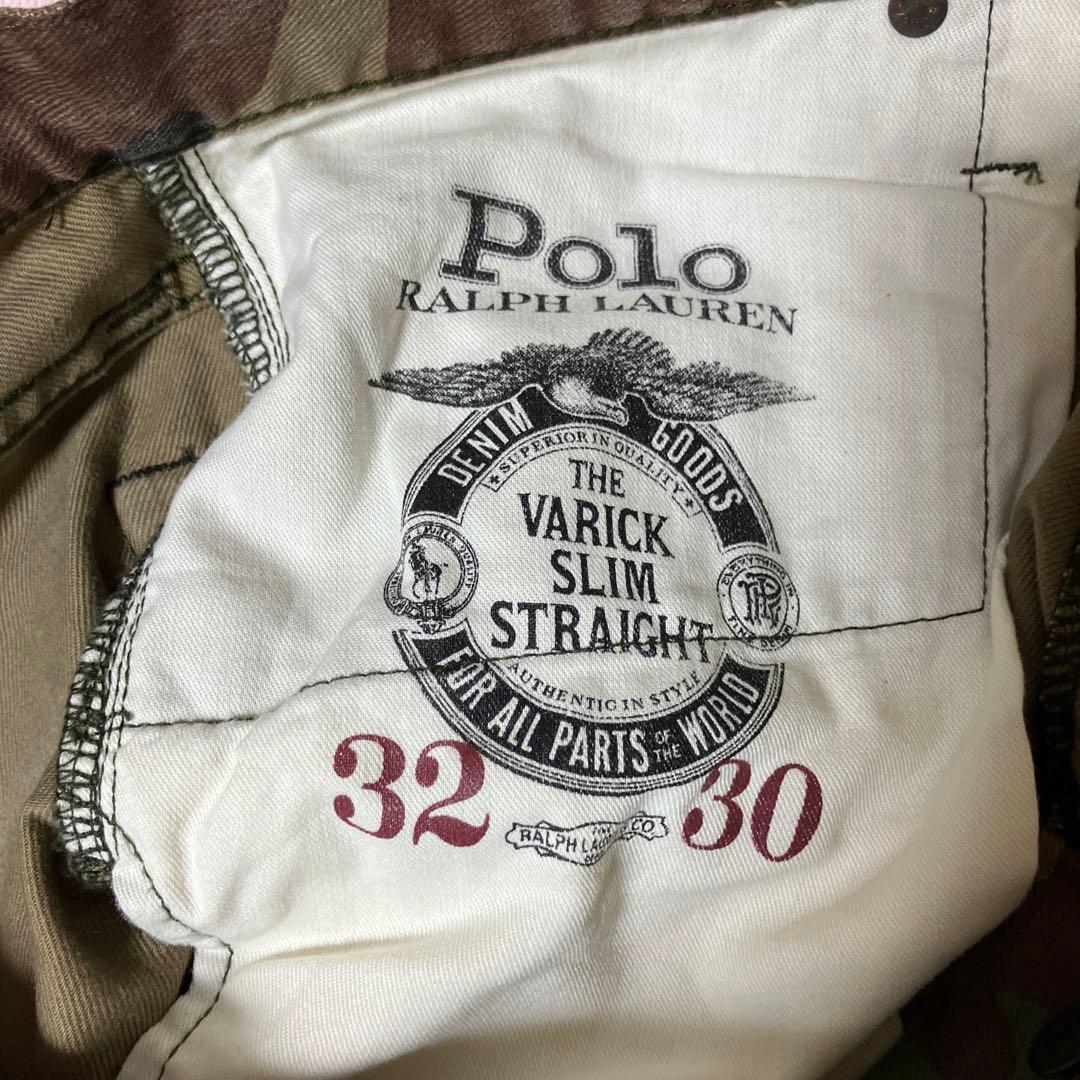 Polo
RALPH LAUREN
DENIM GOODS
SUPERIOR IN QUALITY
THE
VARICK
SLIM
STRAIGHT
AUTHENTIC IN STYLE
FOR ALL PARTS OF THE WORLD
32 30
RALPH
CO